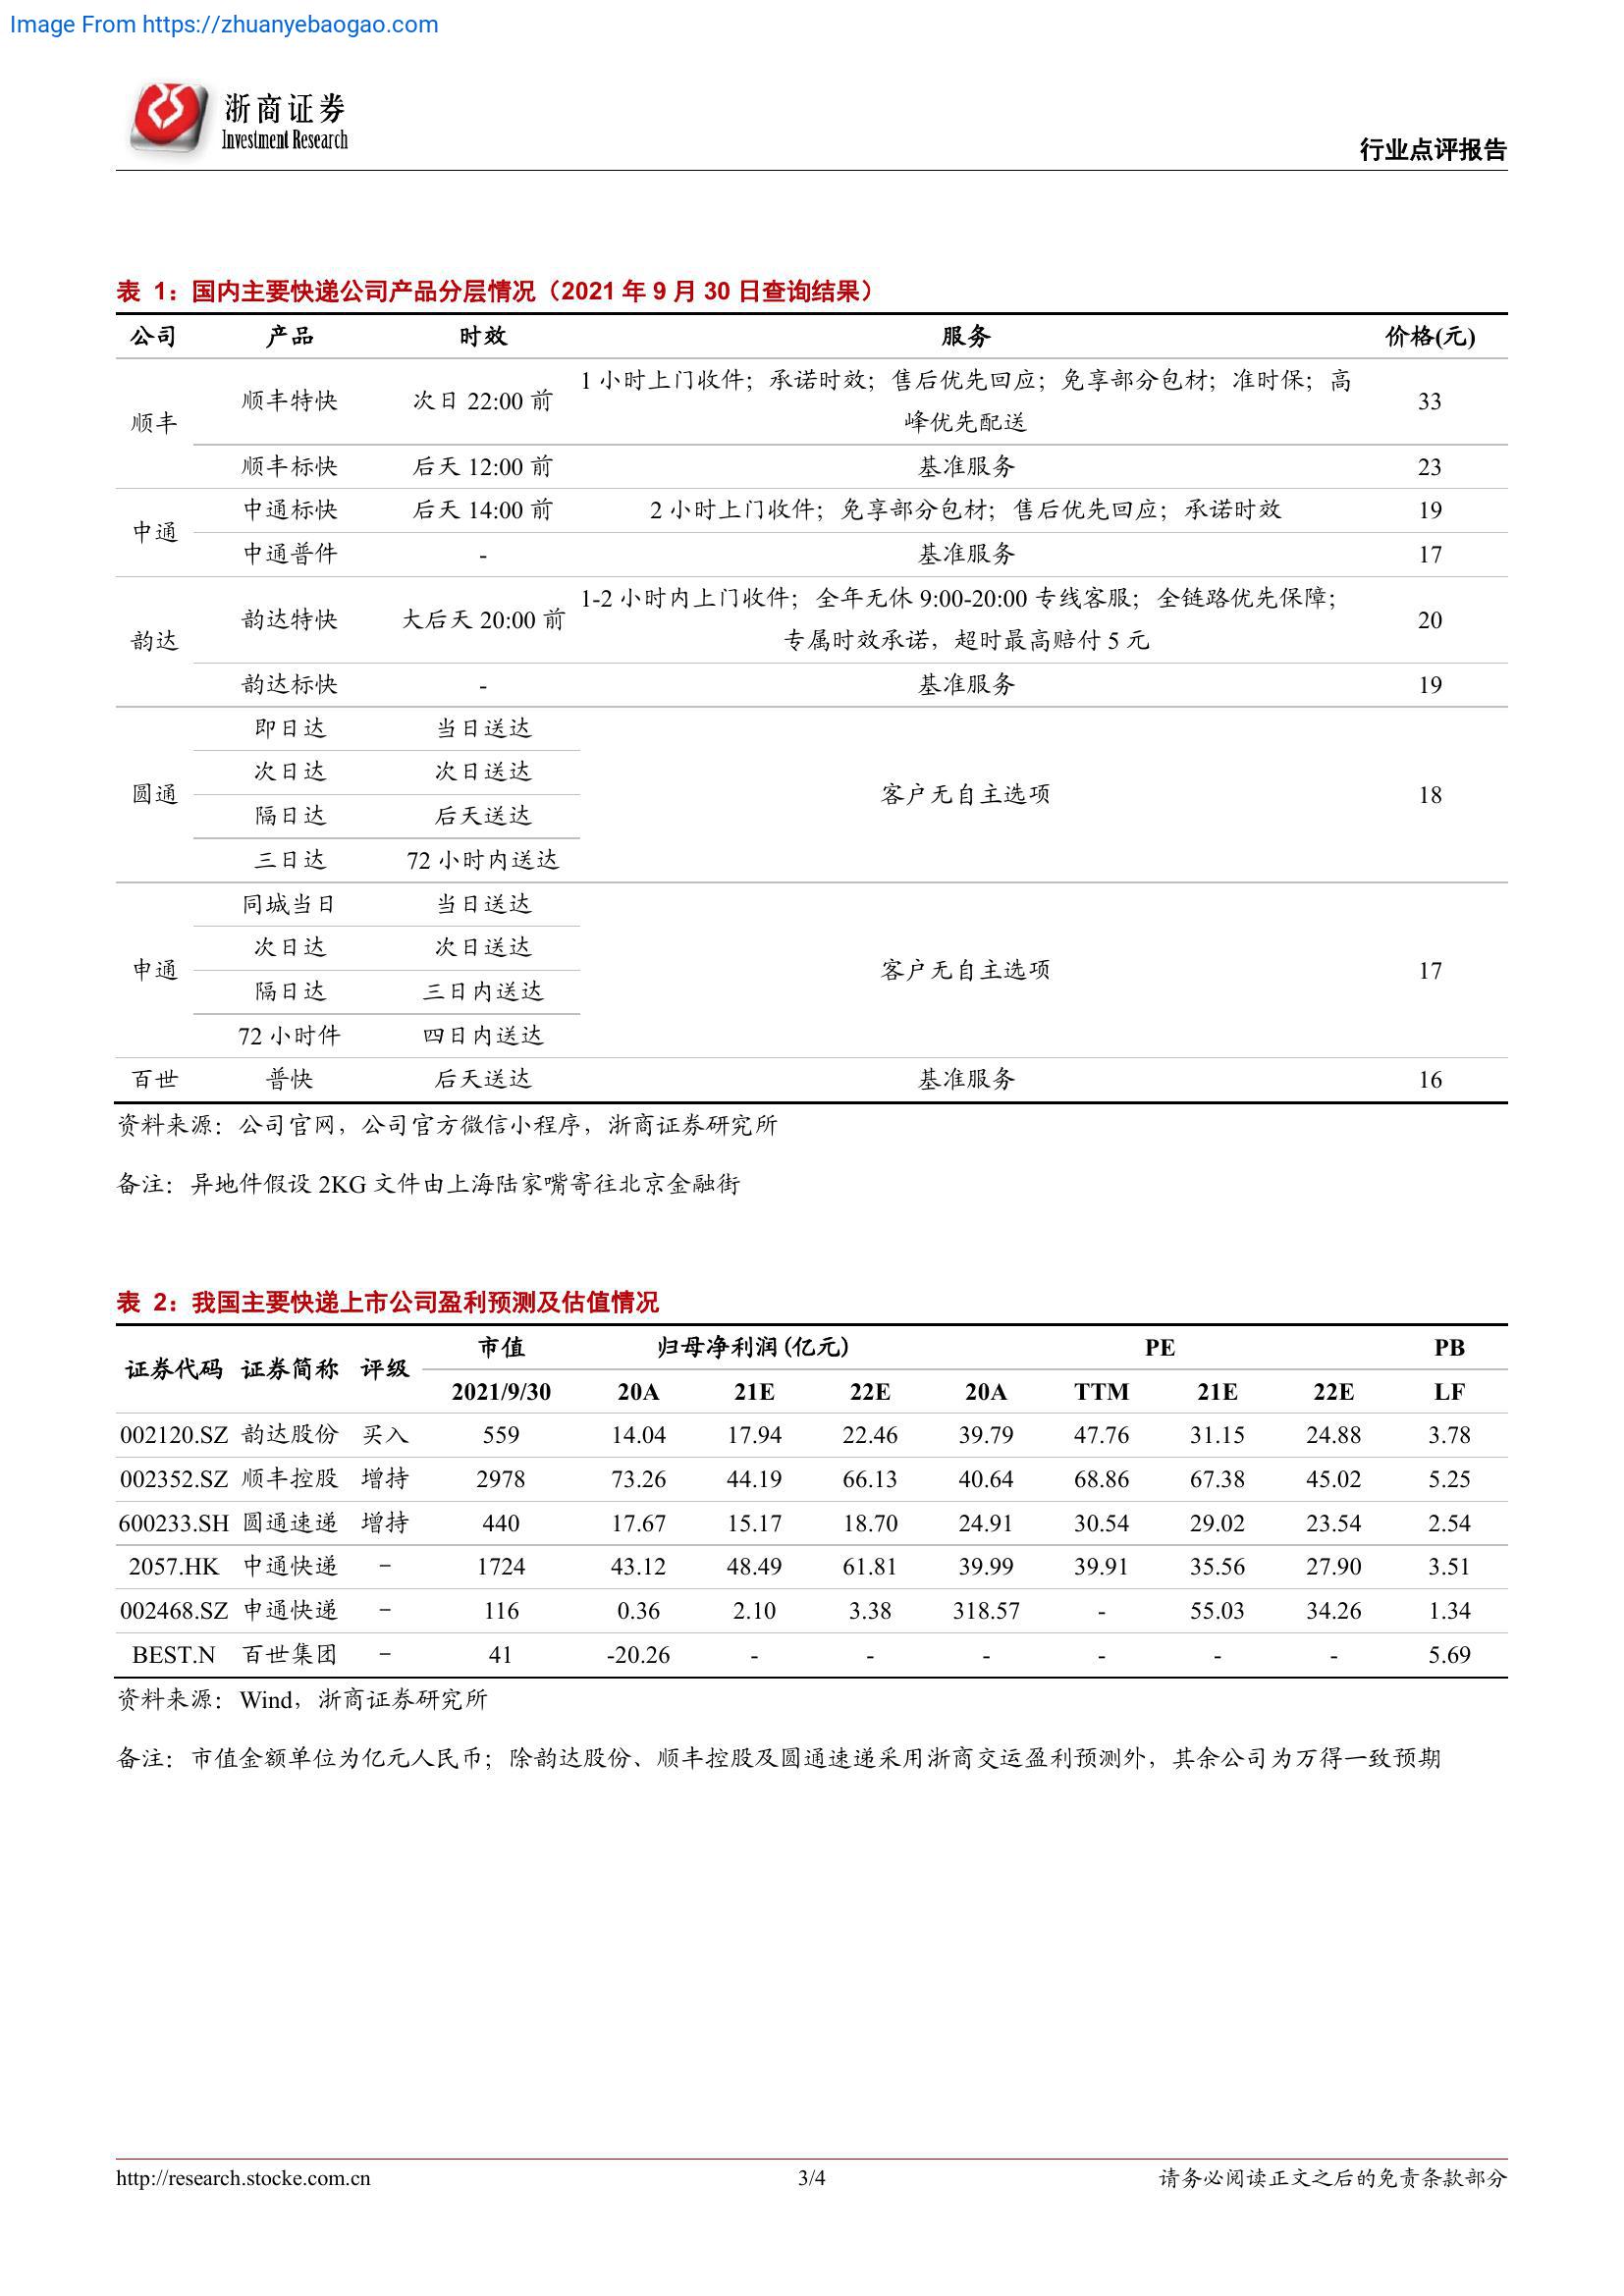 Image From https://zhuanyebaogao.com
浙商证券
Investment Research
行业点评报告
表 1：国内主要快递公司产品分层情况（2021 年 9 月 30 日查询结果）
公司 产品 时效 服务 价格(元)
顺丰 顺丰特快 次日 22:00 前 1 小时上门收件；承诺时效；售后优先回应；免享部分包材；准时保；高
峰优先配送 33
顺丰标快 后天 12:00 前 基准服务 23
中通 中通标快 后天 14:00 前 2 小时上门收件；免享部分包材；售后优先回应；承诺时效 19
中通普件 - 基准服务 17
韵达 韵达特快 大后天 20:00 前 1-2 小时内上门收件；全年无休 9:00-20:00 专线客服；全链路优先保障；
专属时效承诺，超时最高赔付 5 元 20
韵达标快 - 基准服务 19
圆通 即日达 当日送达 客户无自主选项 18
次日达 次日送达
隔日达 后天送达
三日达 72 小时内送达
申通 同城当日 当日送达 客户无自主选项 17
次日达 次日送达
隔日达 三日内送达
72 小时件 四日内送达
百世 普快 后天送达 基准服务 16
资料来源：公司官网，公司官方微信小程序，浙商证券研究所
备注：异地件假设 2KG 文件由上海陆家嘴寄往北京金融街
表 2：我国主要快递上市公司盈利预测及估值情况
证券代码 证券简称 评级 市值 归母净利润(亿元) PE PB
2021/9/30 20A 21E 22E 20A TTM 21E 22E LF
002120.SZ 韵达股份 买入 559 14.04 17.94 22.46 39.79 47.76 31.15 24.88 3.78
002352.SZ 顺丰控股 增持 2978 73.26 44.19 66.13 40.64 68.86 67.38 45.02 5.25
600233.SH 圆通速递 增持 440 17.67 15.17 18.70 24.91 30.54 29.02 23.54 2.54
2057.HK 中通快递 - 1724 43.12 48.49 61.81 39.99 39.91 35.56 27.90 3.51
002468.SZ 申通快递 - 116 0.36 2.10 3.38 318.57 - 55.03 34.26 1.34
BEST.N 百世集团 - 41 -20.26 - - - - - - 5.69
资料来源：Wind，浙商证券研究所
备注：市值金额单位为亿元人民币；除韵达股份、顺丰控股及圆通速递采用浙商交运盈利预测外，其余公司为万得一致预期
http://research.stocke.com.cn 3/4 请务必阅读正文之后的免责条款部分